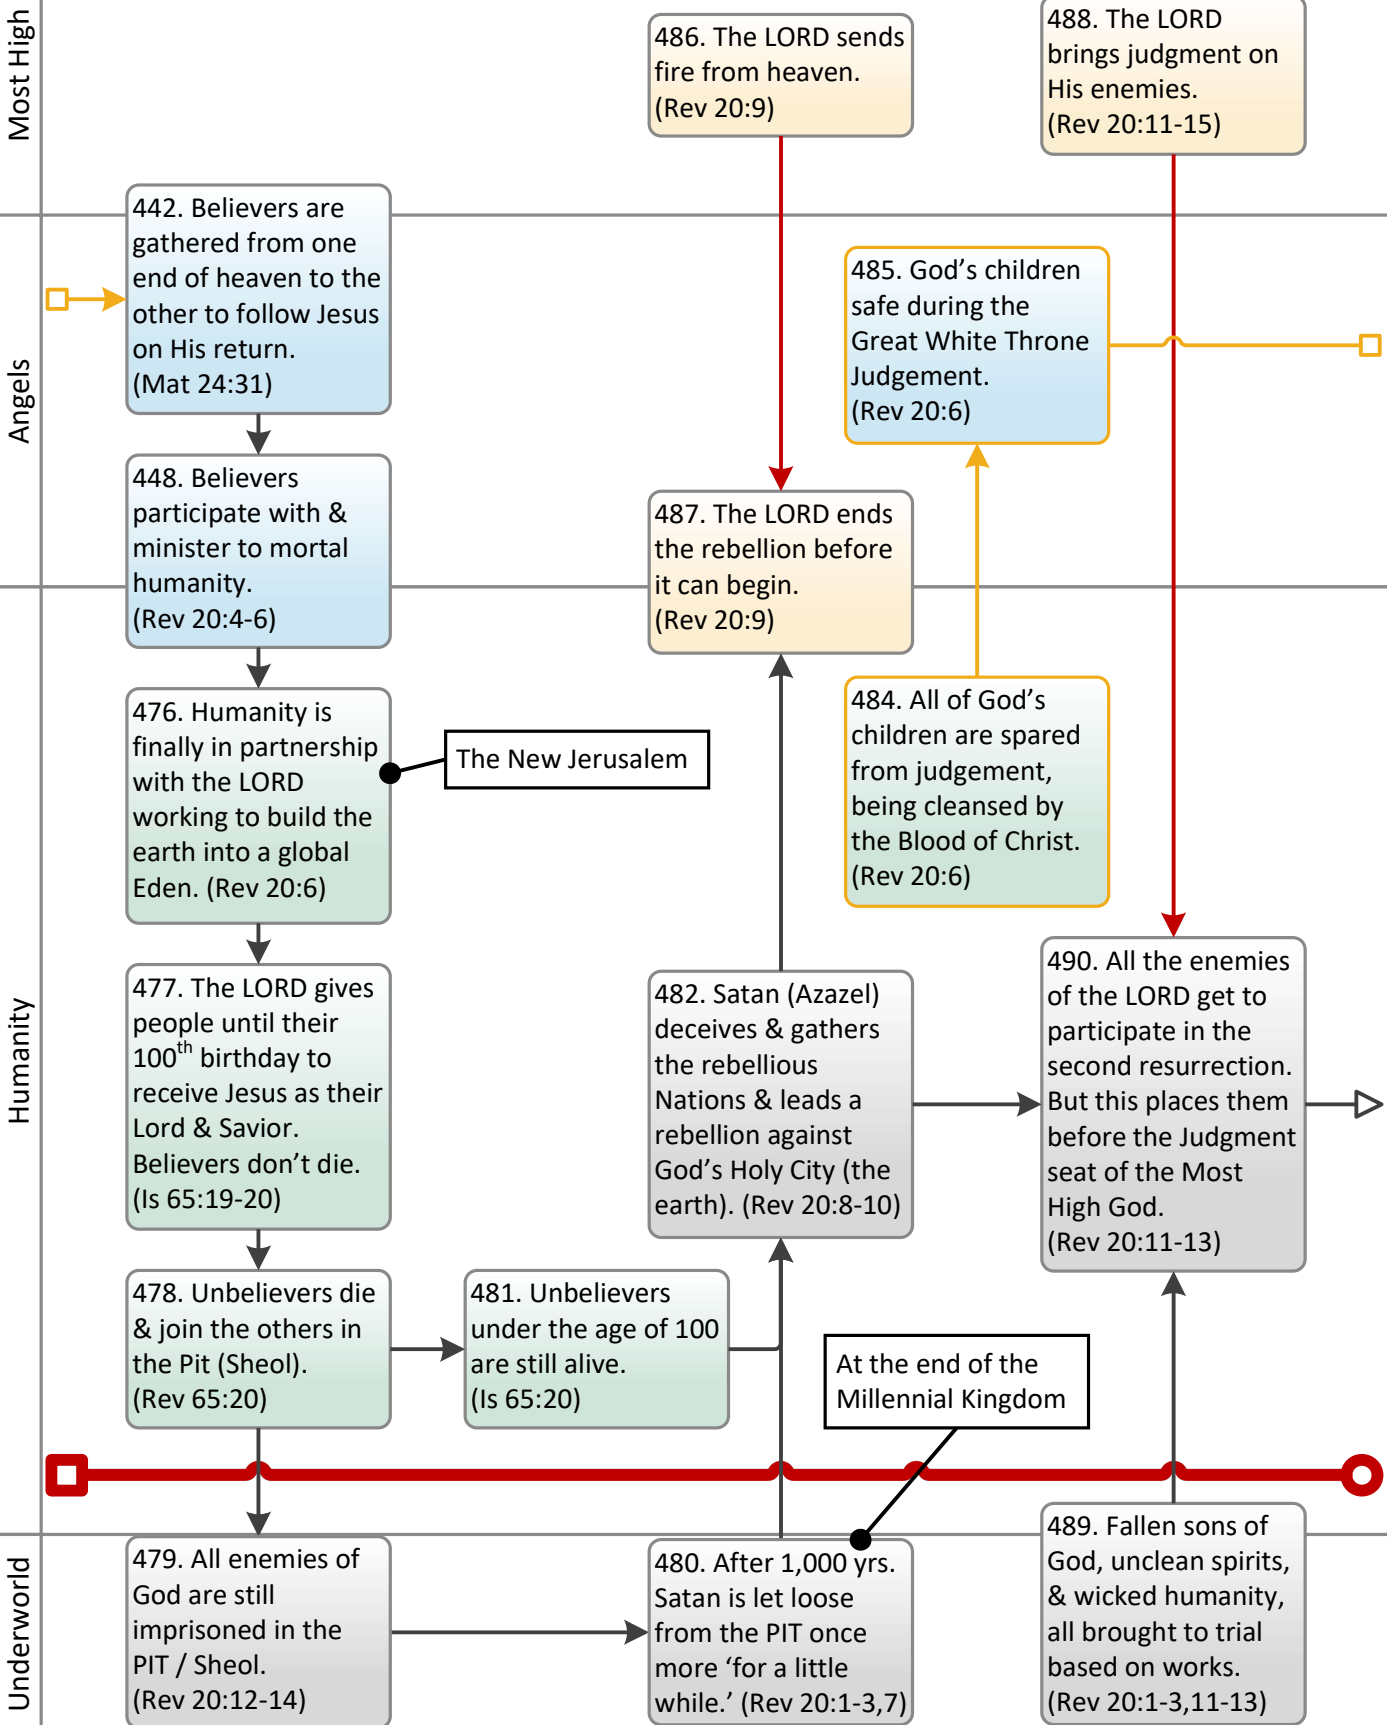 Most High
486. The LORD sends
fire from heaven.
(Rev 20:9)
488. The LORD
brings judgment on
His enemies.
(Rev 20:11-15)
Angels
442. Believers are
gathered from one
end of heaven to the
other to follow Jesus
on His return.
(Mat 24:31)
485. God’s children
safe during the
Great White Throne
Judgement.
(Rev 20:6)
448. Believers
participate with &
minister to mortal
humanity.
(Rev 20:4-6)
487. The LORD ends
the rebellion before
it can begin.
(Rev 20:9)
Humanity
476. Humanity is
finally in partnership
with the LORD
working to build the
earth into a global
Eden. (Rev 20:6)
The New Jerusalem
484. All of God’s
children are spared
from judgement,
being cleansed by
the Blood of Christ.
(Rev 20:6)
477. The LORD gives
people until their
100th birthday to
receive Jesus as their
Lord & Savior.
Believers don’t die.
(Is 65:19-20)
482. Satan (Azazel)
deceives & gathers
the rebellious
Nations & leads a
rebellion against
God’s Holy City (the
earth). (Rev 20:8-10)
490. All the enemies
of the LORD get to
participate in the
second resurrection.
But this places them
before the Judgment
seat of the Most
High God.
(Rev 20:11-13)
478. Unbelievers die
& join the others in
the Pit (Sheol).
(Rev 65:20)
481. Unbelievers
under the age of 100
are still alive.
(Is 65:20)
At the end of the
Millennial Kingdom
Underworld
479. All enemies of
God are still
imprisoned in the
PIT / Sheol.
(Rev 20:12-14)
480. After 1,000 yrs.
Satan is let loose
from the PIT once
more ‘for a little
while.’ (Rev 20:1-3,7)
489. Fallen sons of
God, unclean spirits,
& wicked humanity,
all brought to trial
based on works.
(Rev 20:1-3,11-13)